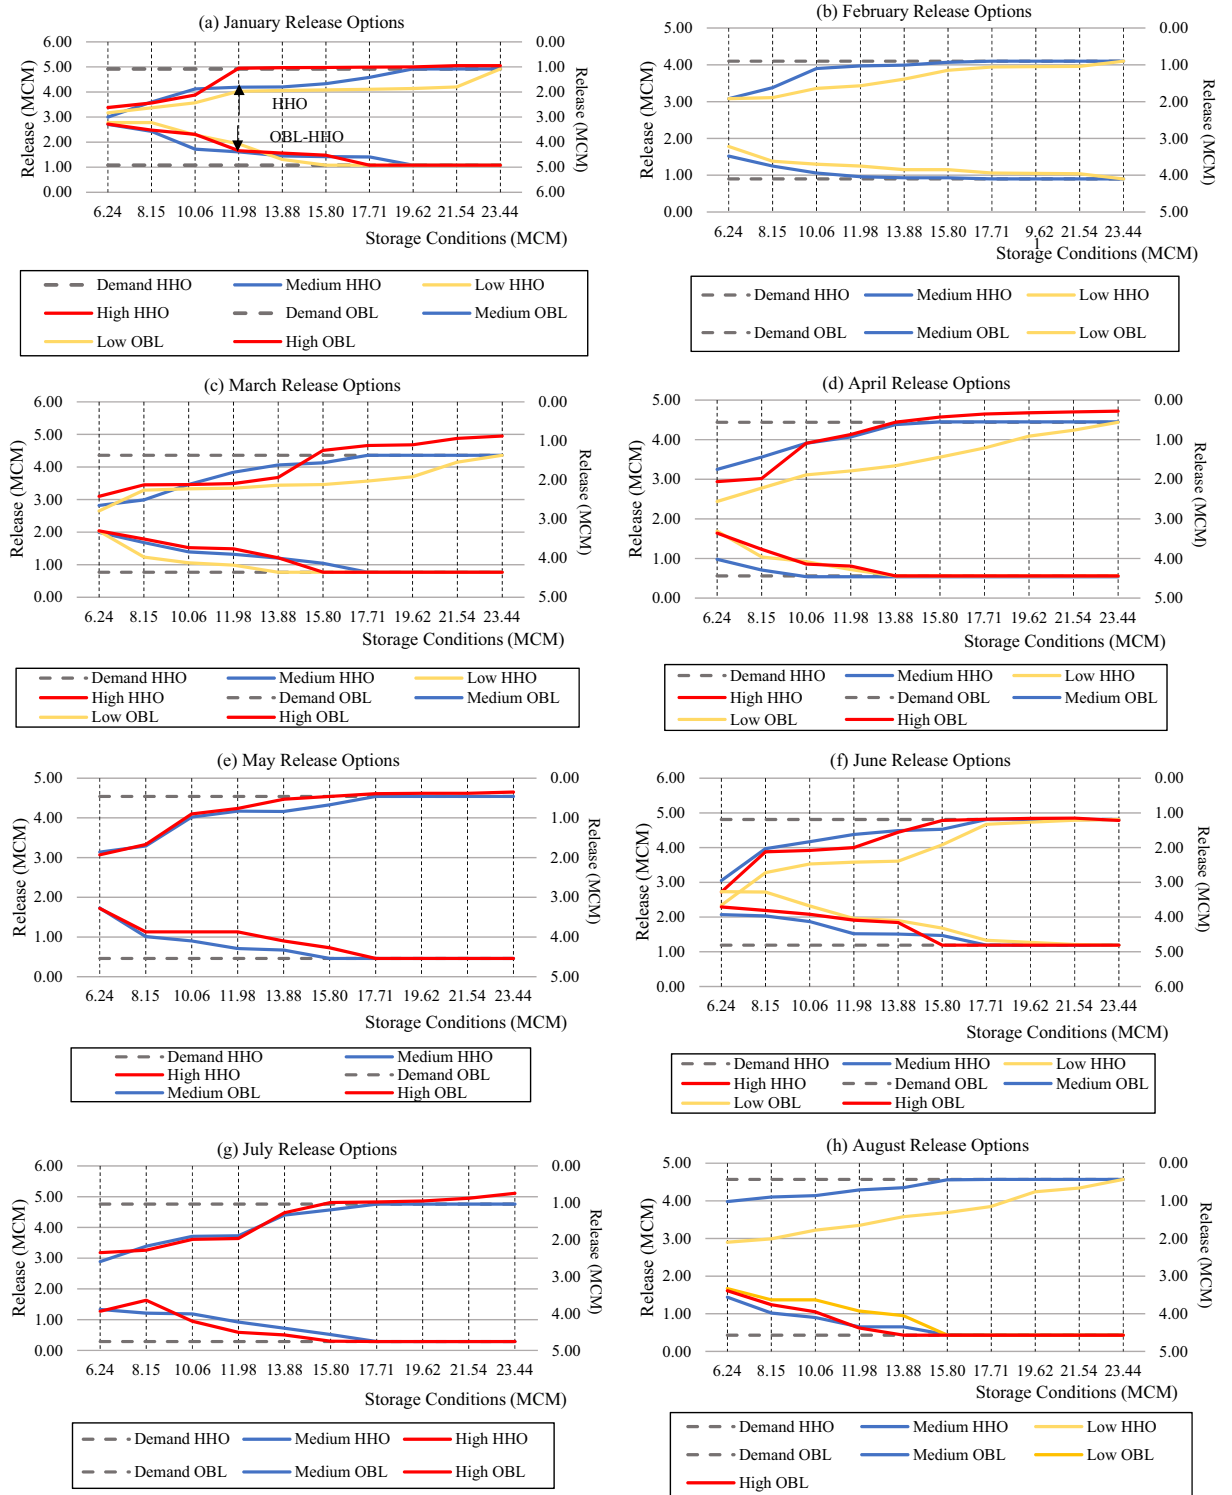 (a) January Release Options
6.00
5.00
4.00
3.00
2.00
1.00
0.00
0.00
1.00
2.00
3.00
4.00
5.00
6.00
Release (MCM)
Release (MCM)
HHO
OBL-HHO
6.24 8.15 10.06 11.98 13.88 15.80 17.71 19.62 21.54 23.44
Storage Conditions (MCM)
Demand HHO Medium HHO Low HHO
High HHO Demand OBL Medium OBL
Low OBL High OBL
(b) February Release Options
5.00
4.00
3.00
2.00
1.00
0.00
0.00
1.00
2.00
3.00
4.00
5.00
Release (MCM)
Release (MCM)
6.24 8.15 10.06 11.98 13.88 15.80 17.71 9.62 21.54 23.44
1
Storage Conditions (MCM)
Demand HHO Medium HHO Low HHO
Demand OBL Medium OBL Low OBL
(c) March Release Options
6.00
5.00
4.00
3.00
2.00
1.00
0.00
0.00
1.00
2.00
3.00
4.00
5.00
Release (MCM)
Release (MCM)
6.24 8.15 10.06 11.98 13.88 15.80 17.71 19.62 21.54 23.44
Storage Conditions (MCM)
Demand HHO Medium HHO Low HHO
High HHO Demand OBL Medium OBL
Low OBL High OBL
(d) April Release Options
5.00
4.00
3.00
2.00
1.00
0.00
0.00
1.00
2.00
3.00
4.00
5.00
Release (MCM)
Release (MCM)
6.24 8.15 10.06 11.98 13.88 15.80 17.71 19.62 21.54 23.44
Storage Conditions (MCM)
Demand HHO Medium HHO Low HHO
High HHO Demand OBL Medium OBL
Low OBL High OBL
(e) May Release Options
5.00
4.00
3.00
2.00
1.00
0.00
0.00
1.00
2.00
3.00
4.00
5.00
Release (MCM)
Release (MCM)
6.24 8.15 10.06 11.98 13.88 15.80 17.71 19.62 21.54 23.44
Storage Conditions (MCM)
Demand HHO Medium HHO
High HHO Demand OBL
Medium OBL High OBL
(f) June Release Options
6.00
5.00
4.00
3.00
2.00
1.00
0.00
0.00
1.00
2.00
3.00
4.00
5.00
6.00
Release (MCM)
Release (MCM)
6.24 8.15 10.06 11.98 13.88 15.80 17.71 19.62 21.54 23.44
Storage Conditions (MCM)
Demand HHO Medium HHO Low HHO
High HHO Demand OBL Medium OBL
Low OBL High OBL
(g) July Release Options
6.00
5.00
4.00
3.00
2.00
1.00
0.00
0.00
1.00
2.00
3.00
4.00
5.00
Release (MCM)
Release (MCM)
6.24 8.15 10.06 11.98 13.88 15.80 17.71 19.62 21.54 23.44
Storage Conditions (MCM)
Demand HHO Medium HHO High HHO
Demand OBL Medium OBL High OBL
(h) August Release Options
5.00
4.00
3.00
2.00
1.00
0.00
0.00
1.00
2.00
3.00
4.00
5.00
Release (MCM)
Release (MCM)
6.24 8.15 10.06 11.98 13.88 15.80 17.71 19.62 21.54 23.44
Storage Conditions (MCM)
Demand HHO Medium HHO Low HHO
Demand OBL Medium OBL Low OBL
High OBL